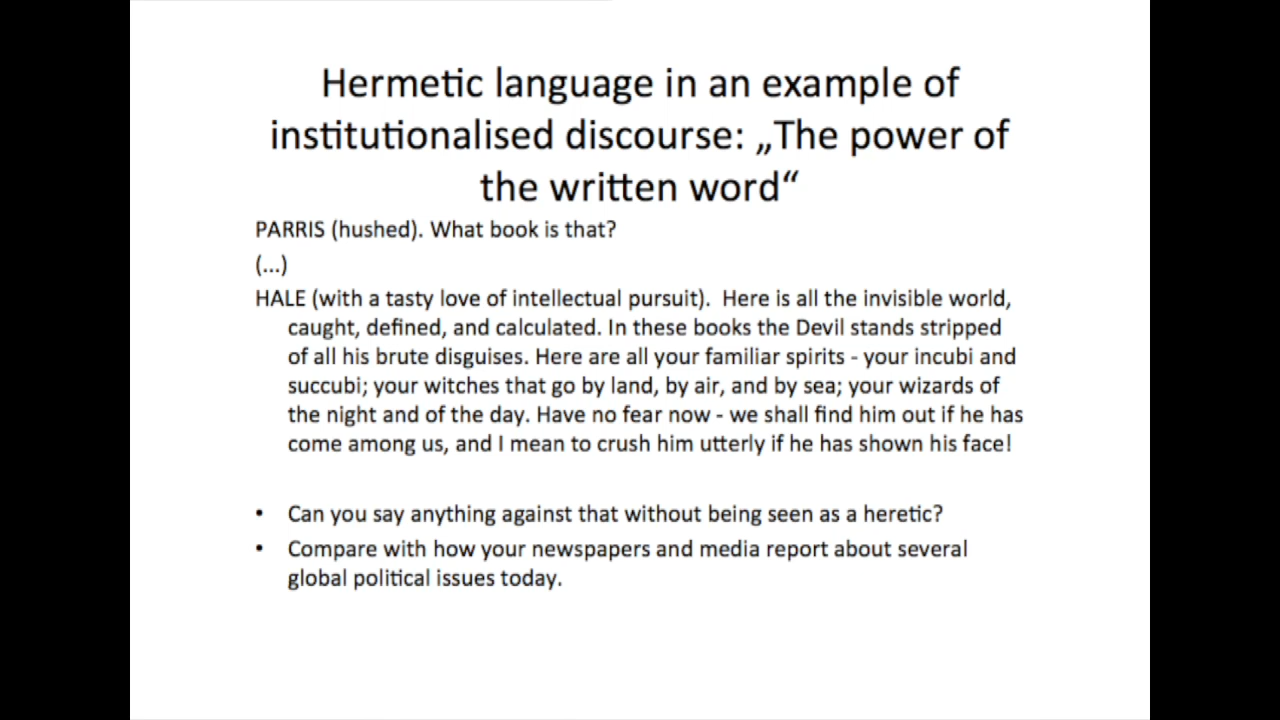 Hermetic language in an example of
institutionalised discourse: „The power of
the written word“
PARRIS (hushed). What book is that?
(...)
HALE (with a tasty love of intellectual pursuit).  Here is all the invisible world,
caught, defined, and calculated. In these books the Devil stands stripped
of all his brute disguises. Here are all your familiar spirits - your incubi and
succubi; your witches that go by land, by air, and by sea; your wizards of
the night and of the day. Have no fear now - we shall find him out if he has
come among us, and I mean to crush him utterly if he has shown his face!
• Can you say anything against that without being seen as a heretic?
• Compare with how your newspapers and media report about several
global political issues today.